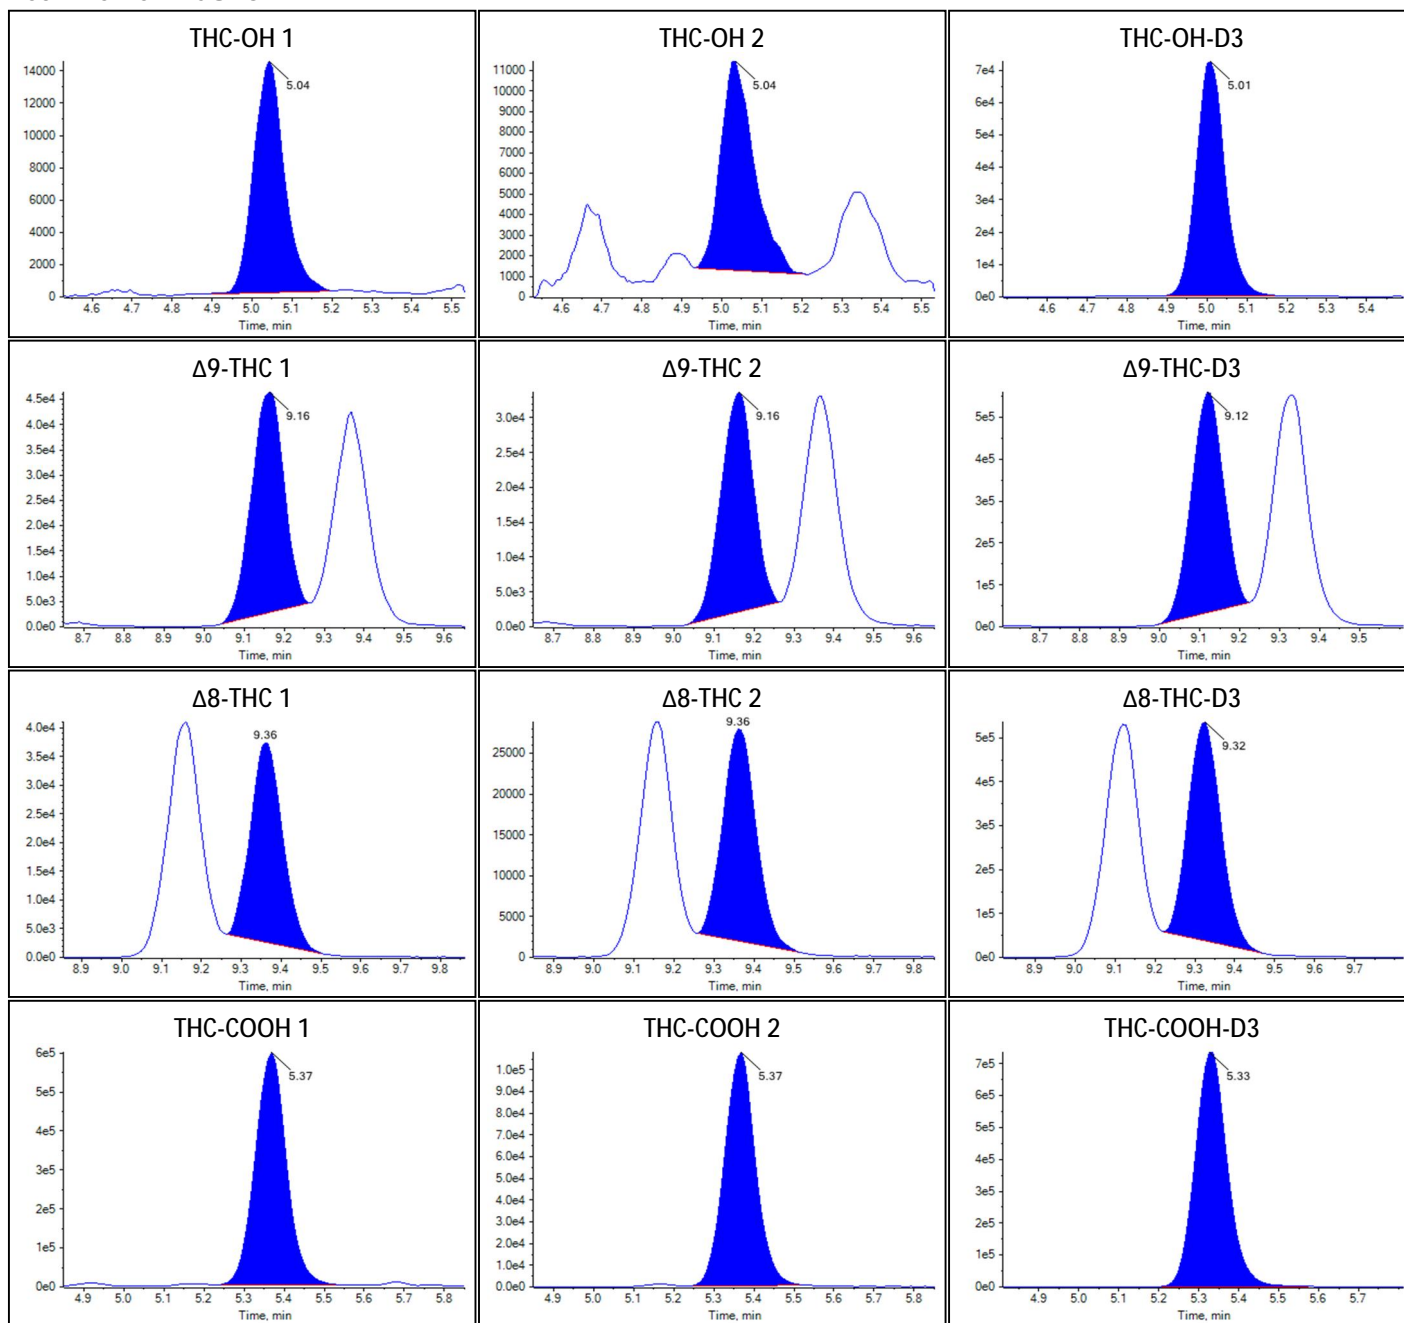 THC-OH 1
14000
12000
10000
8000
6000
4000
2000
0
5.04
4.6 4.7 4.8 4.9 5.0 5.1 5.2 5.3 5.4 5.5
Time, min
THC-OH 2
11000
10000
9000
8000
7000
6000
5000
4000
3000
2000
1000
0
5.04
4.6 4.7 4.8 4.9 5.0 5.1 5.2 5.3 5.4 5.5
Time, min
THC-OH-D3
7e4
6e4
5e4
4e4
3e4
2e4
1e4
0e0
5.01
4.6 4.7 4.8 4.9 5.0 5.1 5.2 5.3 5.4
Time, min
Δ9-THC 1
4.5e4
4.0e4
3.5e4
3.0e4
2.5e4
2.0e4
1.5e4
1.0e4
5.0e3
0.0e0
9.16
8.7 8.8 8.9 9.0 9.1 9.2 9.3 9.4 9.5 9.6
Time, min
Δ9-THC 2
3.0e4
2.5e4
2.0e4
1.5e4
1.0e4
5.0e3
0.0e0
9.16
8.7 8.8 8.9 9.0 9.1 9.2 9.3 9.4 9.5 9.6
Time, min
Δ9-THC-D3
5e5
4e5
3e5
2e5
1e5
0e0
9.12
8.7 8.8 8.9 9.0 9.1 9.2 9.3 9.4 9.5
Time, min
Δ8-THC 1
4.0e4
3.5e4
3.0e4
2.5e4
2.0e4
1.5e4
1.0e4
5.0e3
0.0e0
9.36
8.9 9.0 9.1 9.2 9.3 9.4 9.5 9.6 9.7 9.8
Time, min
Δ8-THC 2
25000
20000
15000
10000
5000
0
9.36
8.9 9.0 9.1 9.2 9.3 9.4 9.5 9.6 9.7 9.8
Time, min
Δ8-THC-D3
5e5
4e5
3e5
2e5
1e5
0e0
9.32
8.9 9.0 9.1 9.2 9.3 9.4 9.5 9.6 9.7
Time, min
THC-COOH 1
6e5
6e5
4e5
3e5
2e5
1e5
0e0
5.37
4.9 5.0 5.1 5.2 5.3 5.4 5.5 5.6 5.7 5.8
Time, min
THC-COOH 2
1.0e5
9.0e4
8.0e4
7.0e4
6.0e4
5.0e4
4.0e4
3.0e4
2.0e4
1.0e4
0.0e0
5.37
4.9 5.0 5.1 5.2 5.3 5.4 5.5 5.6 5.7 5.8
Time, min
THC-COOH-D3
7e5
6e5
5e5
4e5
3e5
2e5
1e5
0e0
5.33
4.9 5.0 5.1 5.2 5.3 5.4 5.5 5.6 5.7
Time, min